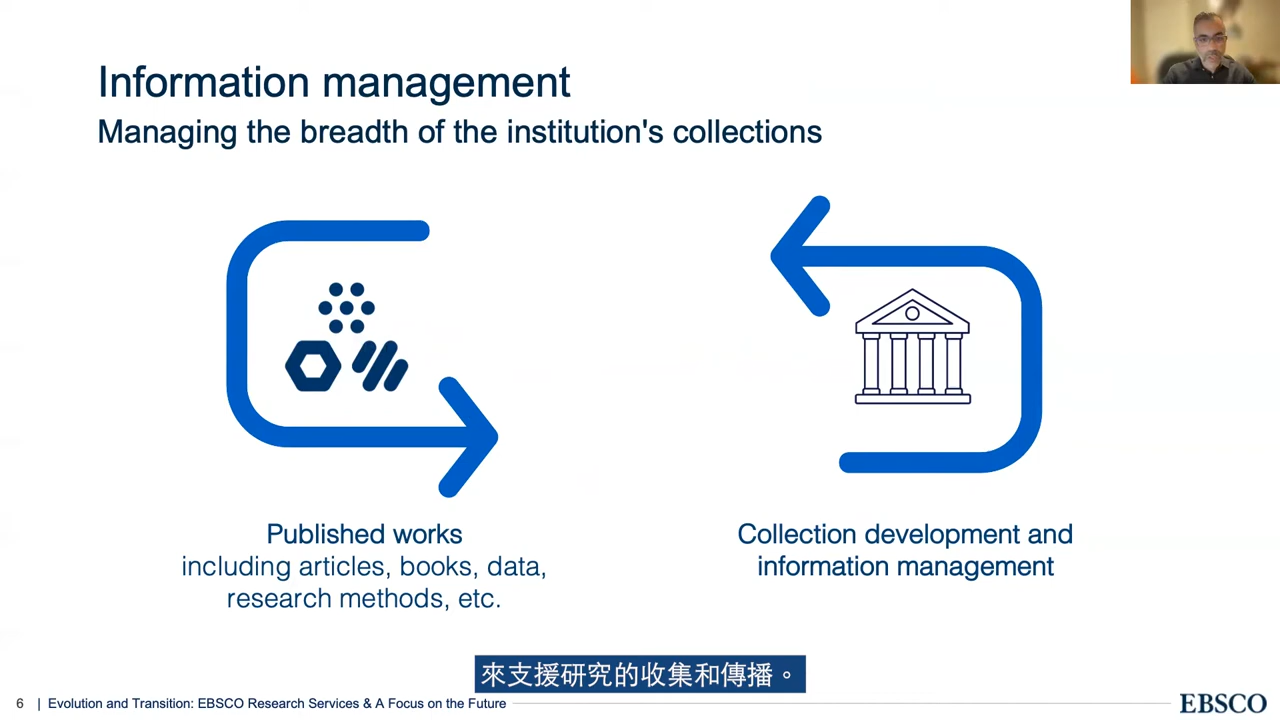 Information management
Managing the breadth of the institution's collections
Published works
including articles, books, data,
research methods, etc.
Collection development and
information management
來支援研究的收集和傳播。
6 | Evolution and Transition: EBSCO Research Services & A Focus on the Future
EBSCO